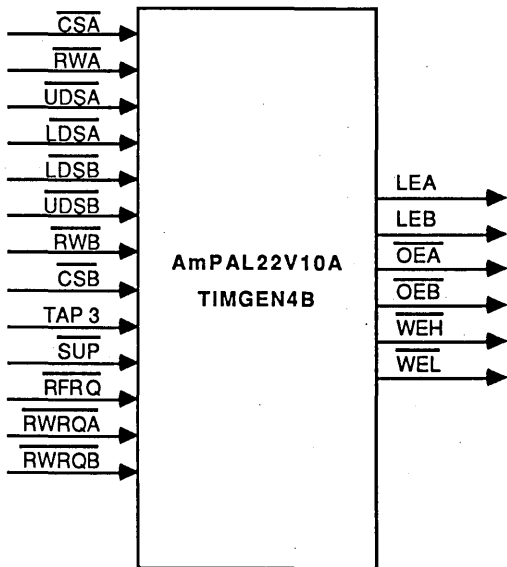 CSA
RWA
UDSA
LDSA
LDSB
UDSB
RWB
CSB
TAP 3
SUP
RFRQ
RWRQA
RWRQB
AmPAL22V10A
TIMGEN4B
LEA
LEB
OEA
OEB
WEH
WEL